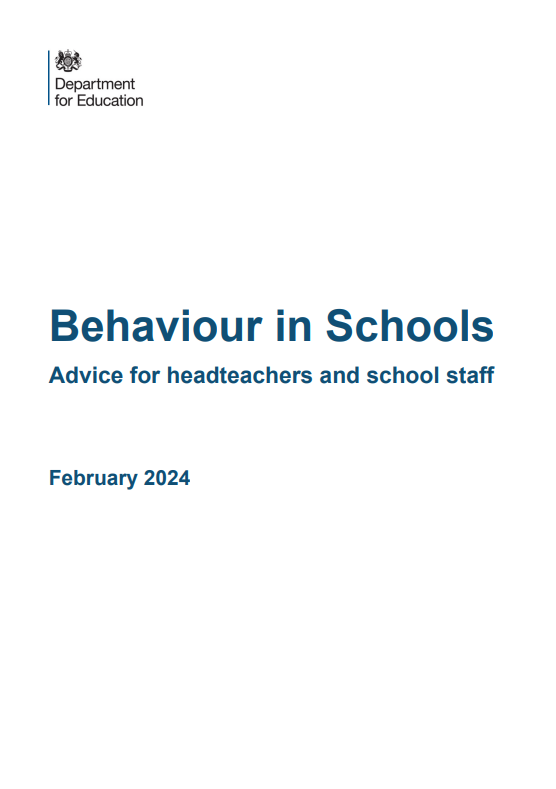 Department
for Education
Behaviour in Schools
Advice for headteachers and school staff
February 2024